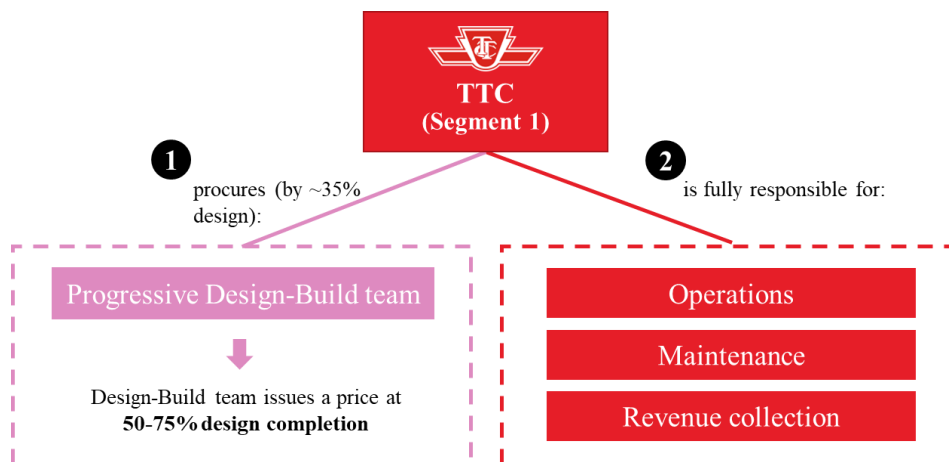 TTC
TTC
(Segment 1)
1
procures (by ~35%
design):
2
is fully responsible for:
Progressive Design-Build team
Design-Build team issues a price at
50-75% design completion
Operations
Maintenance
Revenue collection